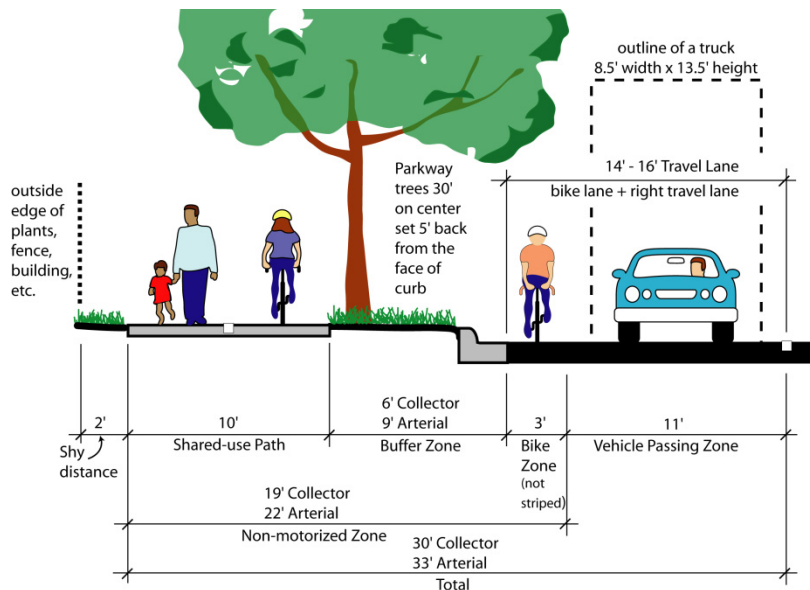 outline of a truck
8.5' width x 13.5' height
14' - 16' Travel Lane
bike lane + right travel lane
outside
edge of
plants,
fence,
building,
etc.
Parkway
trees 30'
on center
set 5' back
from the
face of
curb
2'
Shy
distance
10'
Shared-use Path
6' Collector
9' Arterial
Buffer Zone
3'
Bike
Zone
(not
striped)
11'
Vehicle Passing Zone
19' Collector
22' Arterial
Non-motorized Zone
30' Collector
33' Arterial
Total